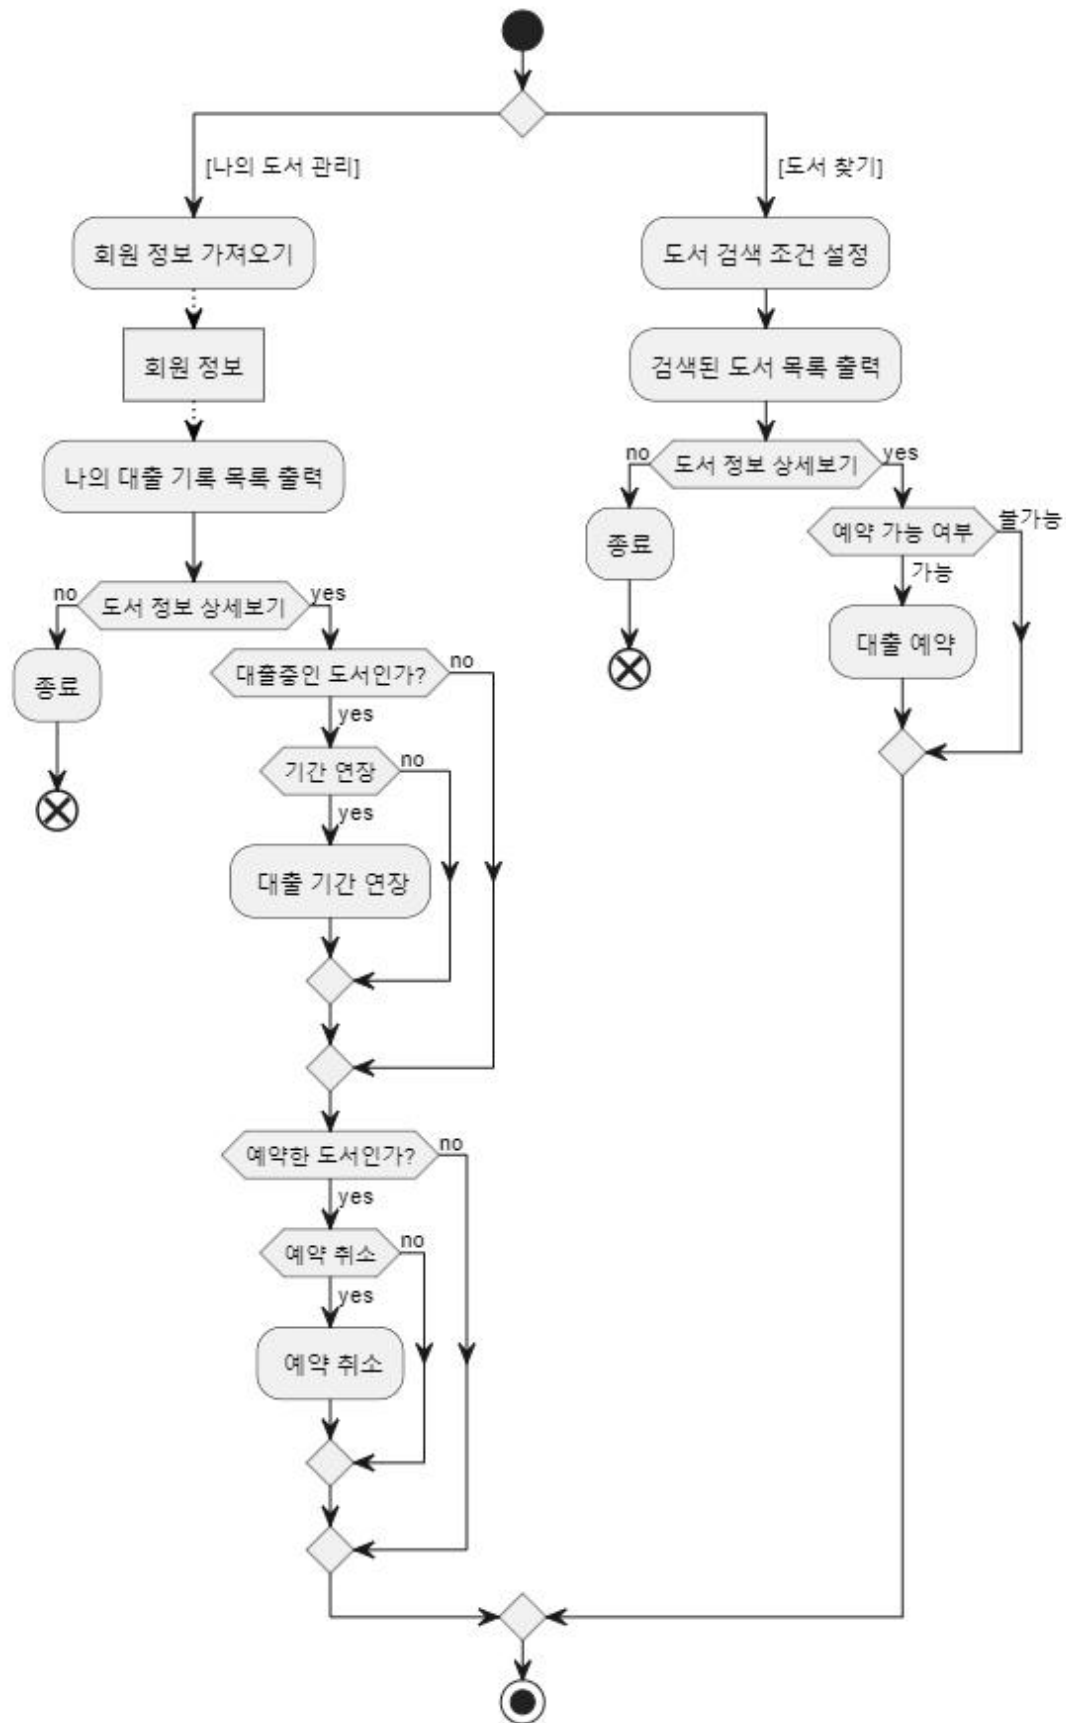 [나의 도서 관리]
[도서 찾기]
회원 정보 가져오기
도서 검색 조건 설정
회원 정보
검색된 도서 목록 출력
나의 대출 기록 목록 출력
no
도서 정보 상세보기
yes
종료
예약 가능 여부
불가능
가능
대출 예약
no
도서 정보 상세보기
yes
종료
대출중인 도서인가?
no
yes
기간 연장
no
yes
대출 기간 연장
예약한 도서인가?
no
yes
예약 취소
no
yes
예약 취소